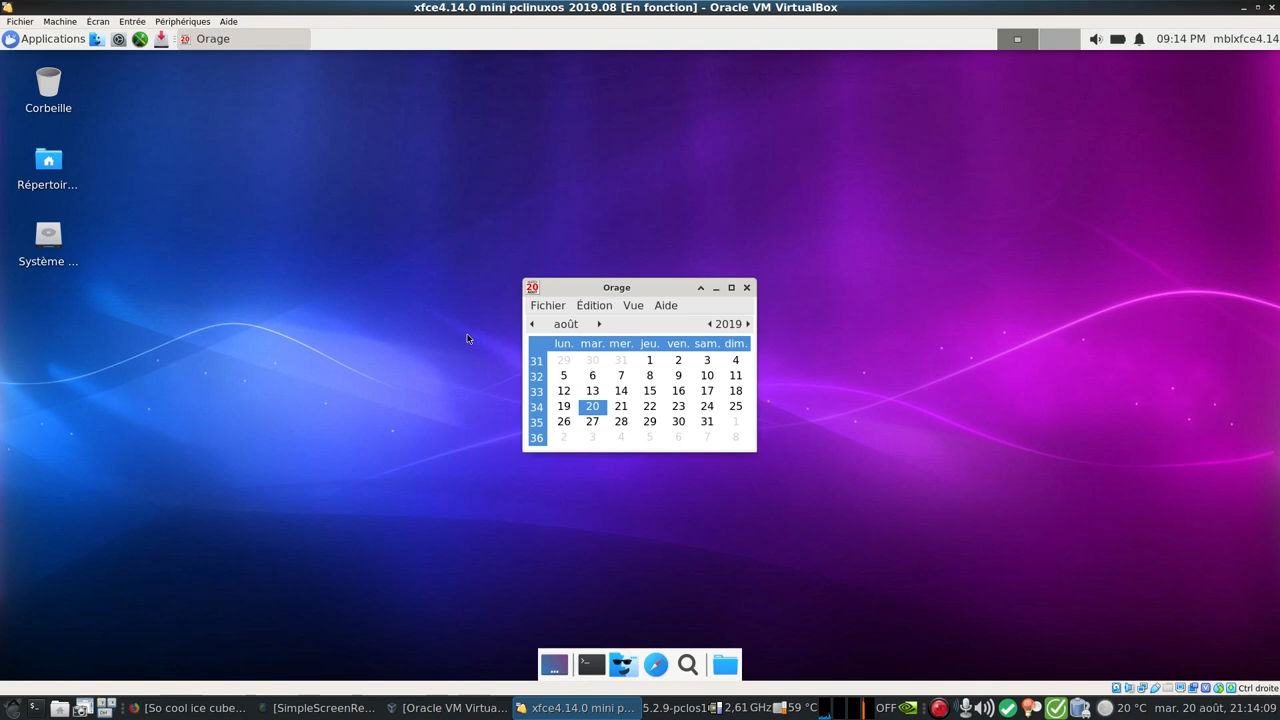 xfce4.14.0 mini pclinuxos 2019.08 [En fonction] - Oracle VM VirtualBox
Fichier Machine Écran Entrée Périphériques Aide
Applications 20 Orage 09:14 PM mblxfce4.14
Corbeille
Répertoir...
Système ...
20 Orage
Fichier Édition Vue Aide
août 2019
lun. mar. mer. jeu. ven. sam. dim.
31 29 30 31 1 2 3 4
32 5 6 7 8 9 10 11
33 12 13 14 15 16 17 18
34 19 20 21 22 23 24 25
35 26 27 28 29 30 31 1
36 2 3 4 5 6 7 8
Ctrl droite
[So cool ice cube... [SimpleScreenRe... [Oracle VM Virtua... xfce4.14.0 mini p... 5.2.9-pclos1 2,61 GHz 59 °C OFF 20 °C mar. 20 août, 21:14:09